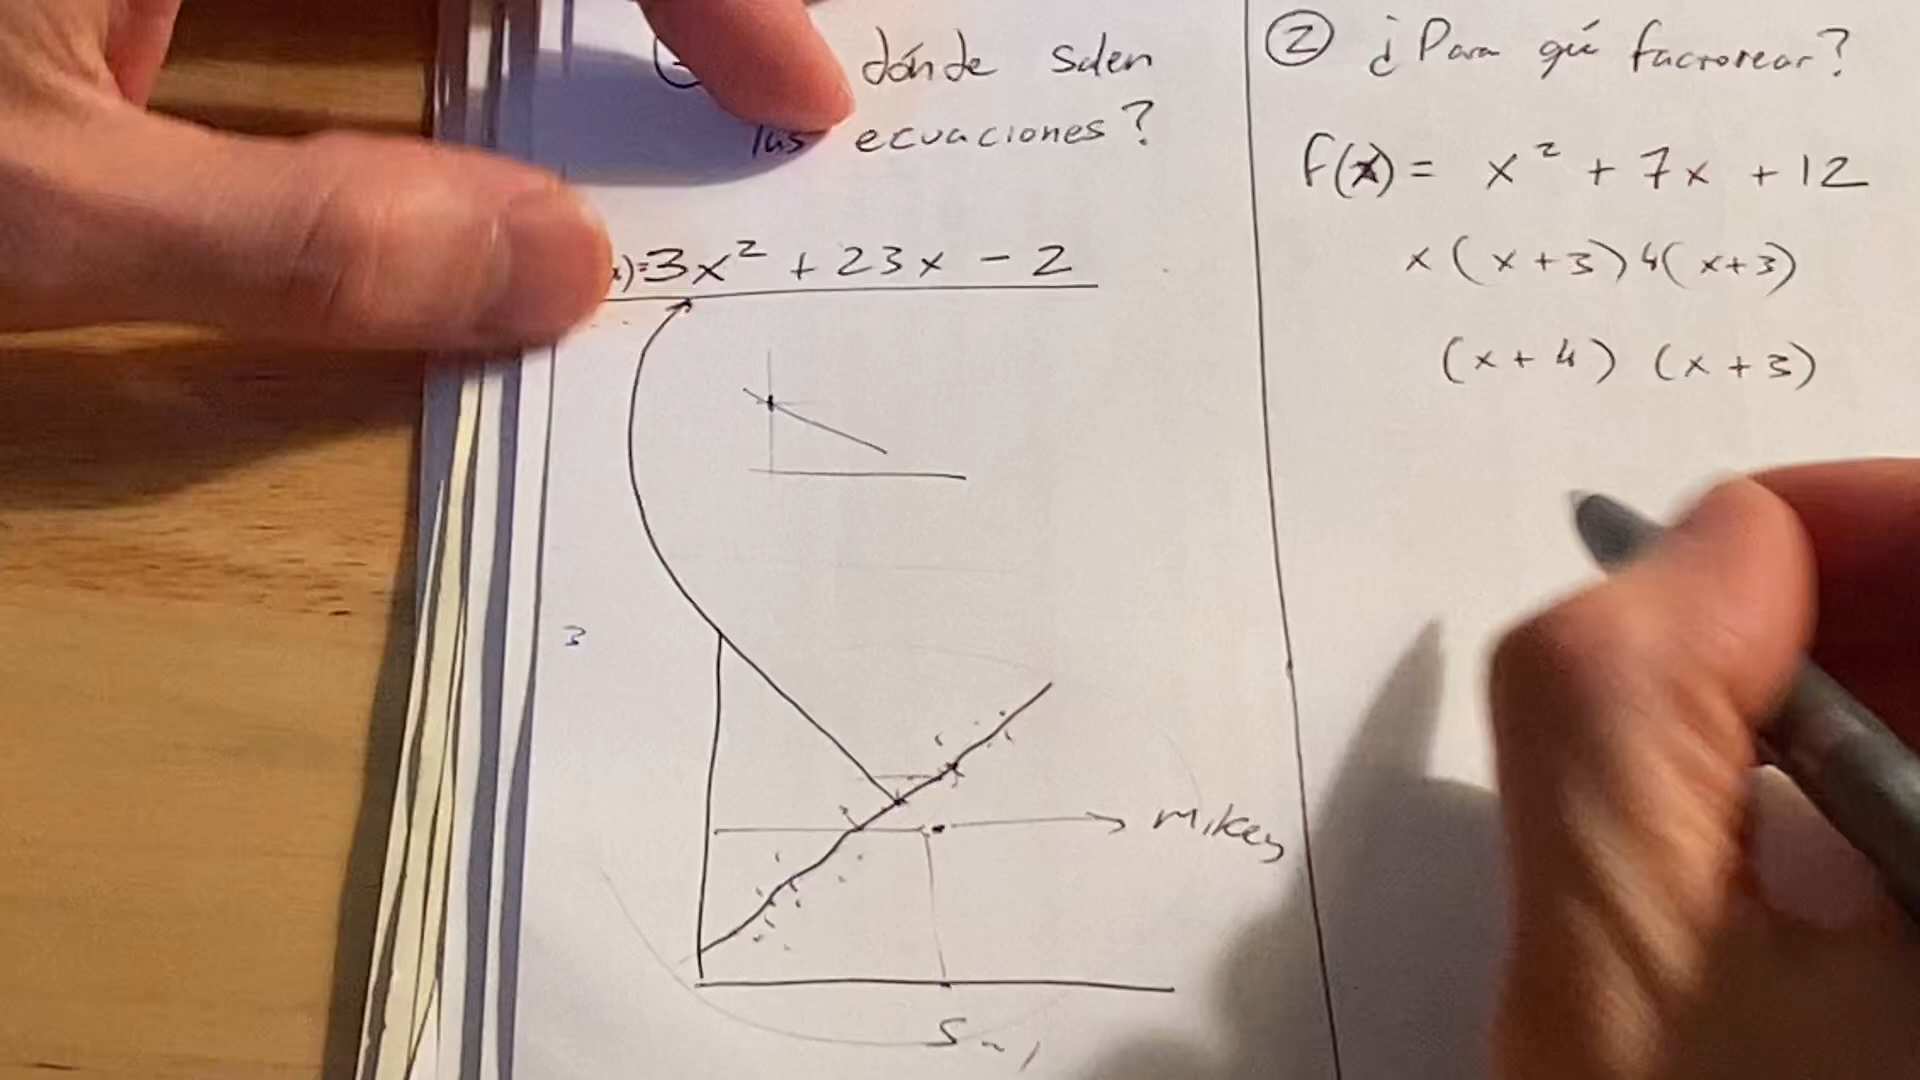 dónde salen
las ecuaciones?
x)=3x² + 23x - 2
3
mikey
② ¿Para qué factorear?
f(x) = x² + 7x + 12
x(x+3)4(x+3)
(x+4) (x+3)